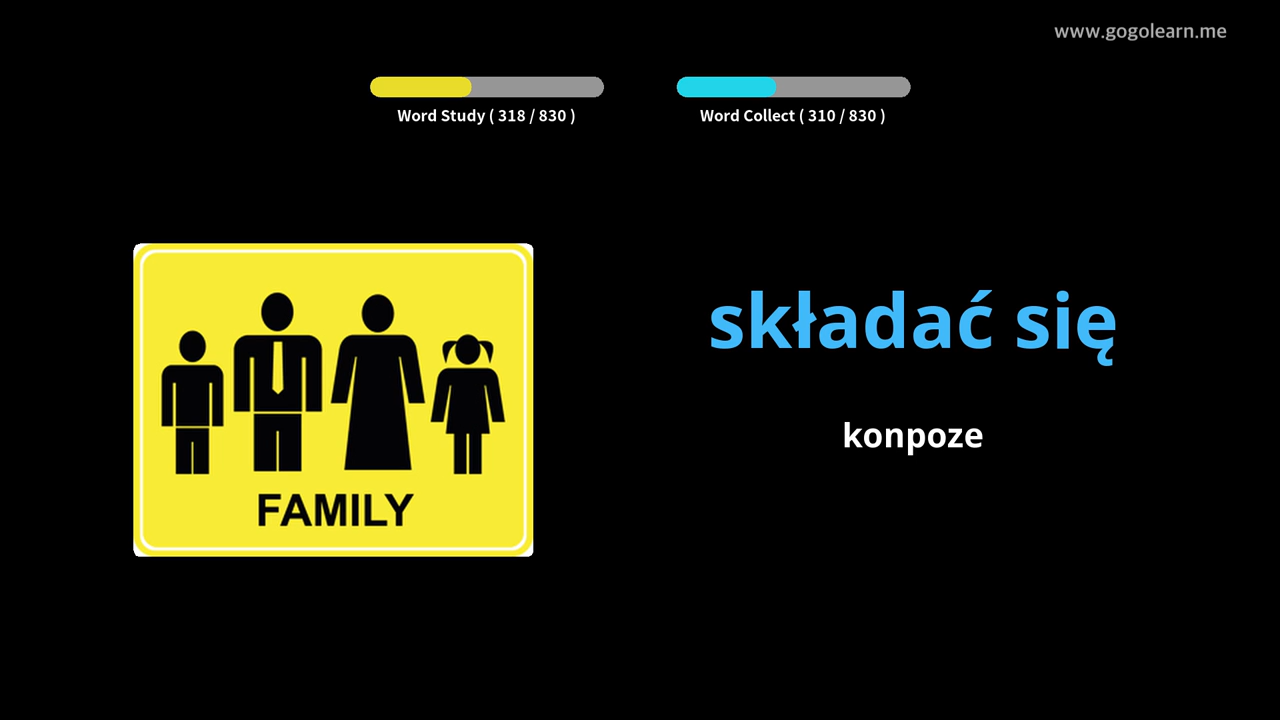 www.gogolearn.me
Word Study ( 318 / 830 )
Word Collect ( 310 / 830 )
FAMILY
składać się
konpoze